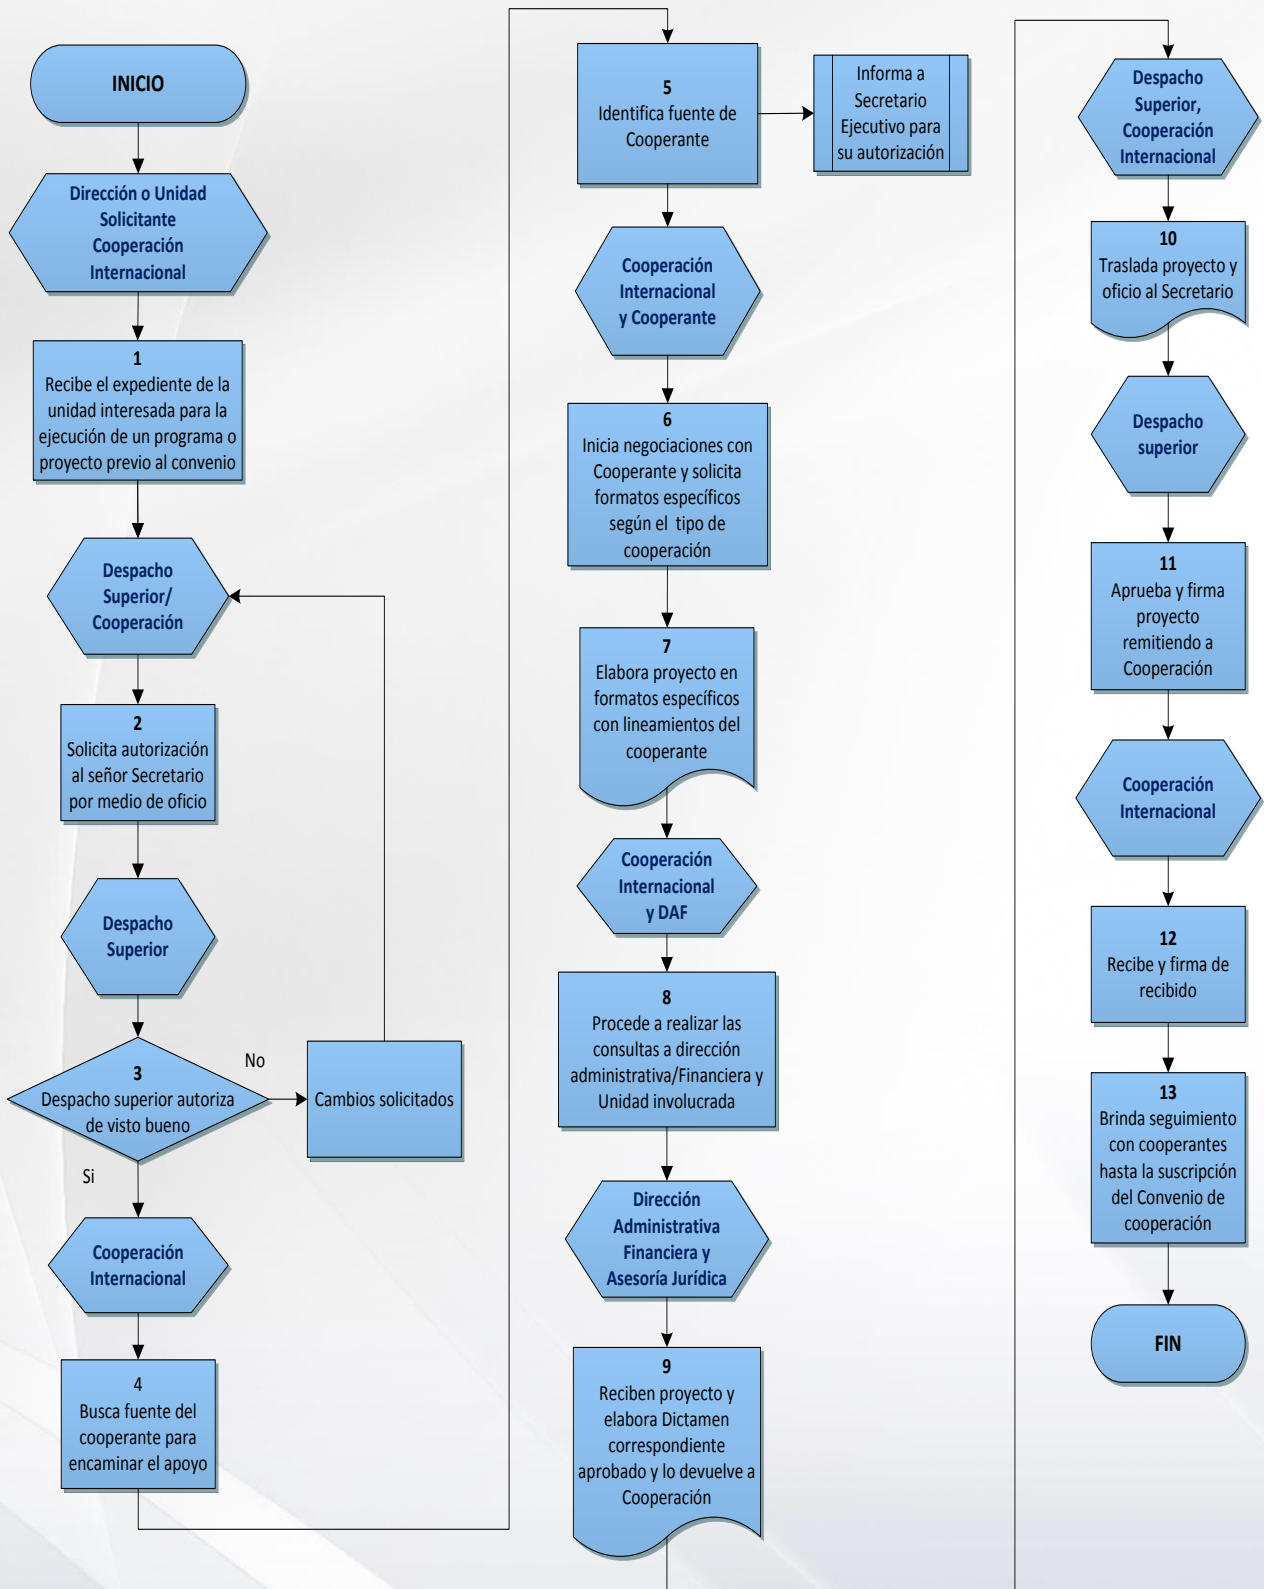 INICIO
Dirección o Unidad
Solicitante
Cooperación
Internacional
1
Recibe el expediente de la
unidad interesada para la
ejecución de un programa o
proyecto previo al convenio
Despacho
Superior/
Cooperación
2
Solicita autorización
al señor Secretario
por medio de oficio
Despacho
Superior
3
Despacho superior autoriza
de visto bueno
No
Cambios solicitados
Si
Cooperación
Internacional
4
Busca fuente del
cooperante para
encaminar el apoyo
5
Identifica fuente de
Cooperante
Informa a
Secretario
Ejecutivo para
su autorización
Cooperación
Internacional
y Cooperante
6
Inicia negociaciones con
Cooperante y solicita
formatos específicos
según el tipo de
cooperación
7
Elabora proyecto en
formatos específicos
con lineamientos del
cooperante
Cooperación
Internacional
y DAF
8
Procede a realizar las
consultas a dirección
administrativa/Financiera y
Unidad involucrada
Dirección
Administrativa
Financiera y
Asesoría Jurídica
9
Reciben proyecto y
elabora Dictamen
correspondiente
aprobado y lo devuelve a
Cooperación
Despacho
Superior,
Cooperación
Internacional
10
Traslada proyecto y
oficio al Secretario
Despacho
superior
11
Aprueba y firma
proyecto
remitiendo a
Cooperación
Cooperación
Internacional
12
Recibe y firma de
recibido
13
Brinda seguimiento
con cooperantes
hasta la suscripción
del Convenio de
cooperación
FIN